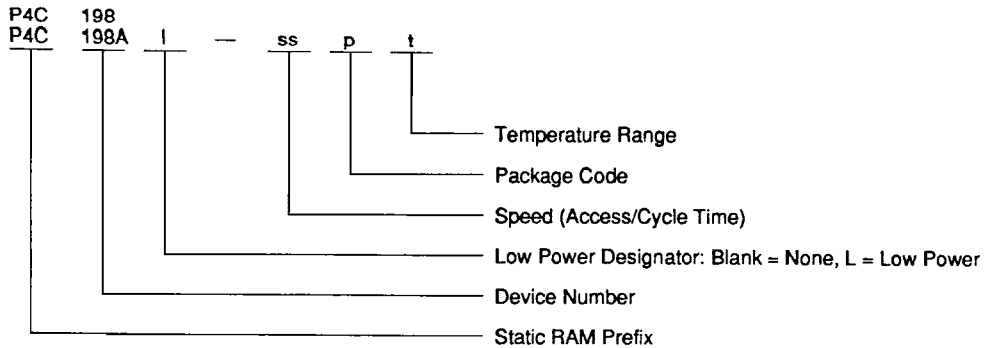 P4C 198
P4C 198A l — ss p t
Temperature Range
Package Code
Speed (Access/Cycle Time)
Low Power Designator: Blank = None, L = Low Power
Device Number
Static RAM Prefix